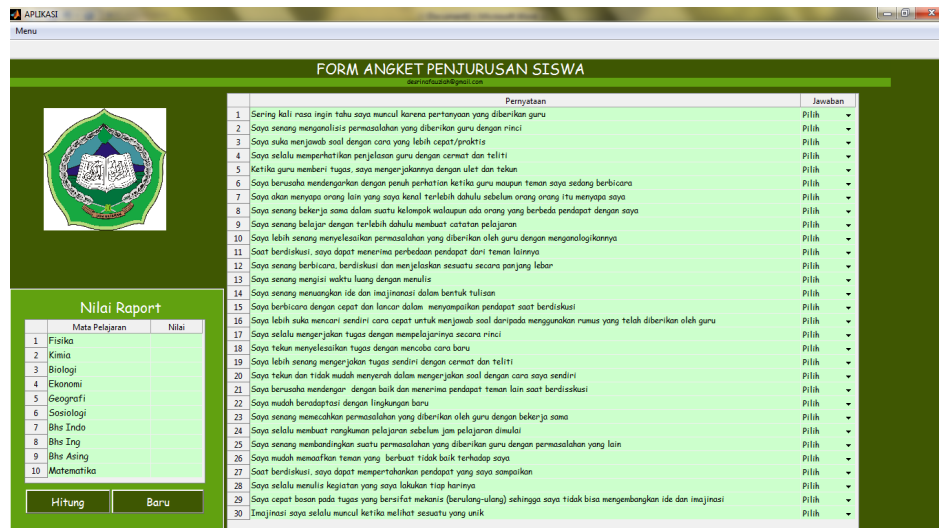 APLIKASI
Menu
FORM ANGKET PENJURUSAN SISWA
Pernyataan Jawaban
1 Sering kali rasa ingin tahu saya muncul karena pertanyaan yang diberikan guru Pilih
2 Saya senang menganalisis permasalahan yang diberikan guru dengan rinci Pilih
3 Saya suka menjawab soal dengan cara yang lebih cepat/praktis Pilih
4 Saya selalu memperhatikan penjelasan guru dengan cermat dan teliti Pilih
5 Ketika guru memberi tugas, saya mengerjakannya dengan ulet dan tekun Pilih
6 Saya berusaha mendengarkan dengan penuh perhatian ketika guru maupun teman saya sedang berbicara Pilih
7 Saya akan menyapa orang lain yang saya kenal terlebih dahulu sebelum orang orang itu menyapa saya Pilih
8 Saya senang bekerja sama dalam suatu kelompok walaupun ada orang yang berbeda pendapat dengan saya Pilih
9 Saya senang belajar dengan terlebih dahulu membuat catatan pelajaran Pilih
10 Saya lebih senang menyelesaikan permasalahan yang diberikan oleh guru dengan menganalogikannya Pilih
11 Saat berdiskusi, saya dapat menerima perbedaan pendapat dari teman lainnya Pilih
12 Saya senang berbicara, berdiskusi dan menjelaskan sesuatu secara panjang lebar Pilih
13 Saya senang mengisi waktu luang dengan menulis Pilih
14 Saya senang menuangkan ide dan imajinanasi dalam bentuk tulisan Pilih
15 Saya berbicara dengan cepat dan lancar dalam menyampaikan pendapat saat berdiskusi Pilih
16 Saya lebih suka mencari sendiri cara cepat untuk menjawab soal daripada menggunakan rumus yang telah diberikan oleh guru Pilih
17 Saya selalu mengerjakan tugas dengan mempelajarinya secara rinci Pilih
18 Saya tekun menyelesaikan tugas dengan mencoba cara baru Pilih
19 Saya lebih senang mengerjakan tugas sendiri dengan cermat dan teliti Pilih
20 Saya tekun dan tidak mudah menyerah dalam mengerjakan soal dengan cara saya sendiri Pilih
21 Saya berusaha mendengar dengan baik dan menerima pendapat teman lain saat berdisskusi Pilih
22 Saya mudah beradaptasi dengan lingkungan baru Pilih
23 Saya senang memecahkan permasalahan yang diberikan oleh guru dengan bekerja sama Pilih
24 Saya selalu membuat rangkuman pelajaran sebelum jam pelajaran dimulai Pilih
25 Saya senang membandingkan suatu permasalahan yang diberikan guru dengan permasalahan yang lain Pilih
26 Saya mudah memaafkan teman yang berbuat tidak baik terhadap saya Pilih
27 Saat berdiskusi, saya dapat mempertahankan pendapat yang saya sampaikan Pilih
28 Saya selalu menulis kegiatan yang saya lakukan tiap harinya Pilih
29 Saya cepat bosan pada tugas yang bersifat mekanis (berulang-ulang) sehingga saya tidak bisa mengembangkan ide dan imajinasi Pilih
30 Imajinasi saya selalu muncul ketika melihat sesuatu yang unik Pilih
Nilai Raport
Mata Pelajaran Nilai
1 Fisika
2 Kimia
3 Biologi
4 Ekonomi
5 Geografi
6 Sosiologi
7 Bhs Indo
8 Bhs Ing
9 Bhs Asing
10 Matematika
Hitung Baru